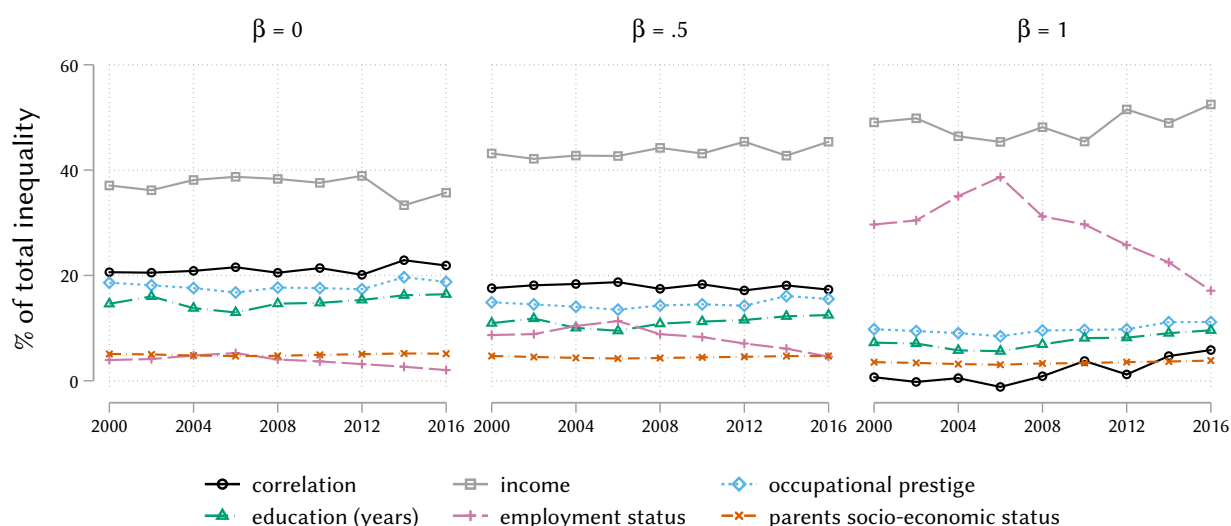 β = 0
β = .5
β = 1
% of total inequality
60
40
20
0
2000 2004 2008 2012 2016
2000 2004 2008 2012 2016
2000 2004 2008 2012 2016
correlation income occupational prestige
education (years) employment status parents socio-economic status